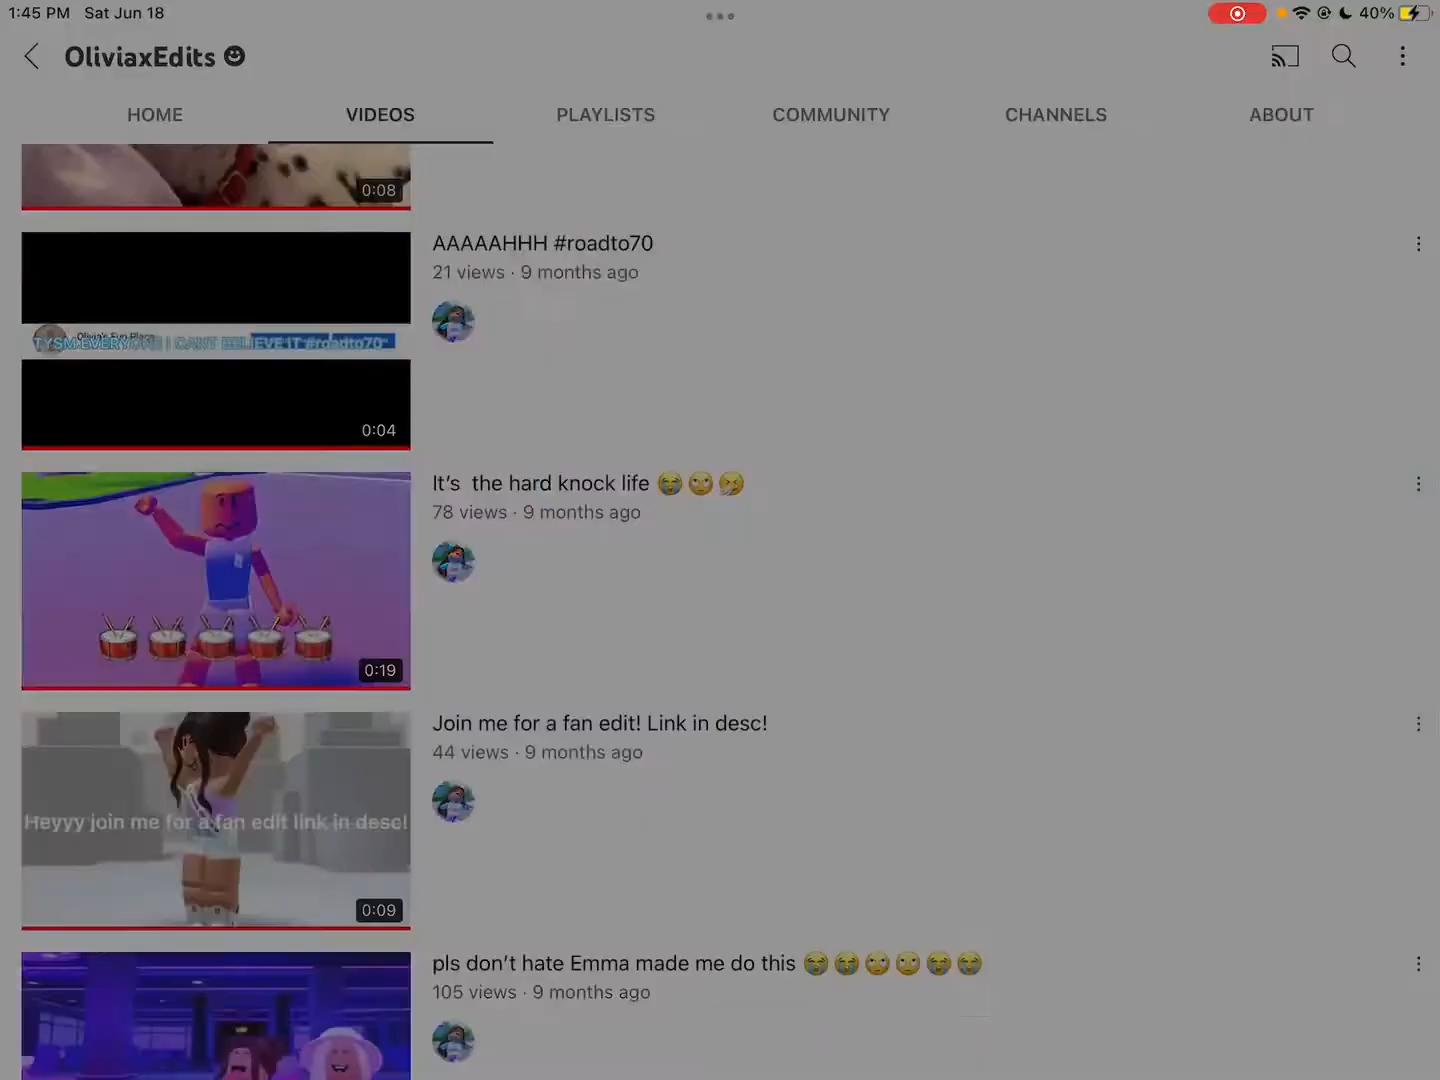 1:45 PM Sat Jun 18
40%
OliviaxEdits
HOME VIDEOS PLAYLISTS COMMUNITY CHANNELS ABOUT
0:08
AAAAAHHH #roadto70
21 views · 9 months ago
Olivia's Fun Place
TYSM EVERYONE I CANT BELIEVE IT #roadto70
0:04
It’s the hard knock life 😭🙄🤧
78 views · 9 months ago
0:19
Join me for a fan edit! Link in desc!
44 views · 9 months ago
Heyyy join me for a fan edit link in desc!
0:09
pls don’t hate Emma made me do this 😭😭🙄🙄😭😭
105 views · 9 months ago